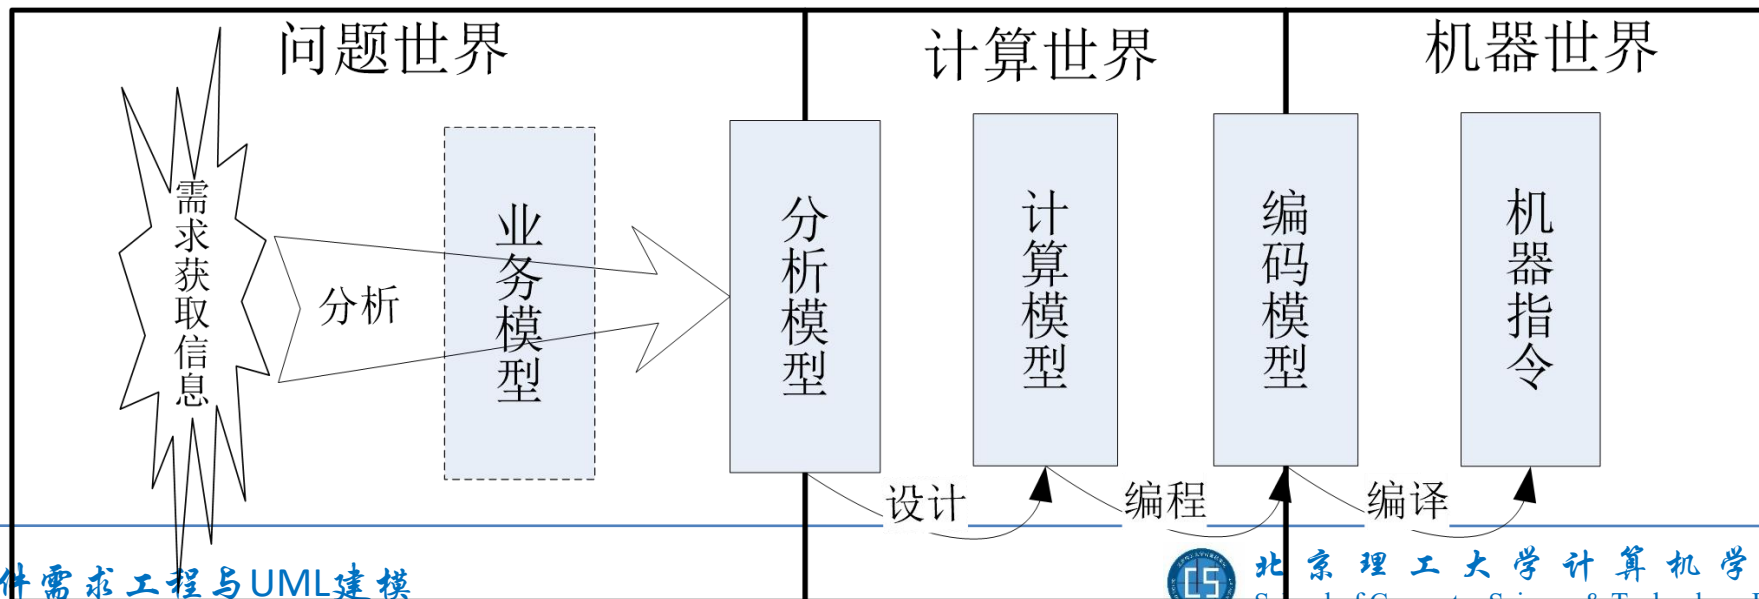 问题世界
计算世界
机器世界
需求获取信息
分析
业务模型
分析模型
计算模型
编码模型
机器指令
设计
编程
编译
件需求工程与UML建模
北京理工大学计算机学